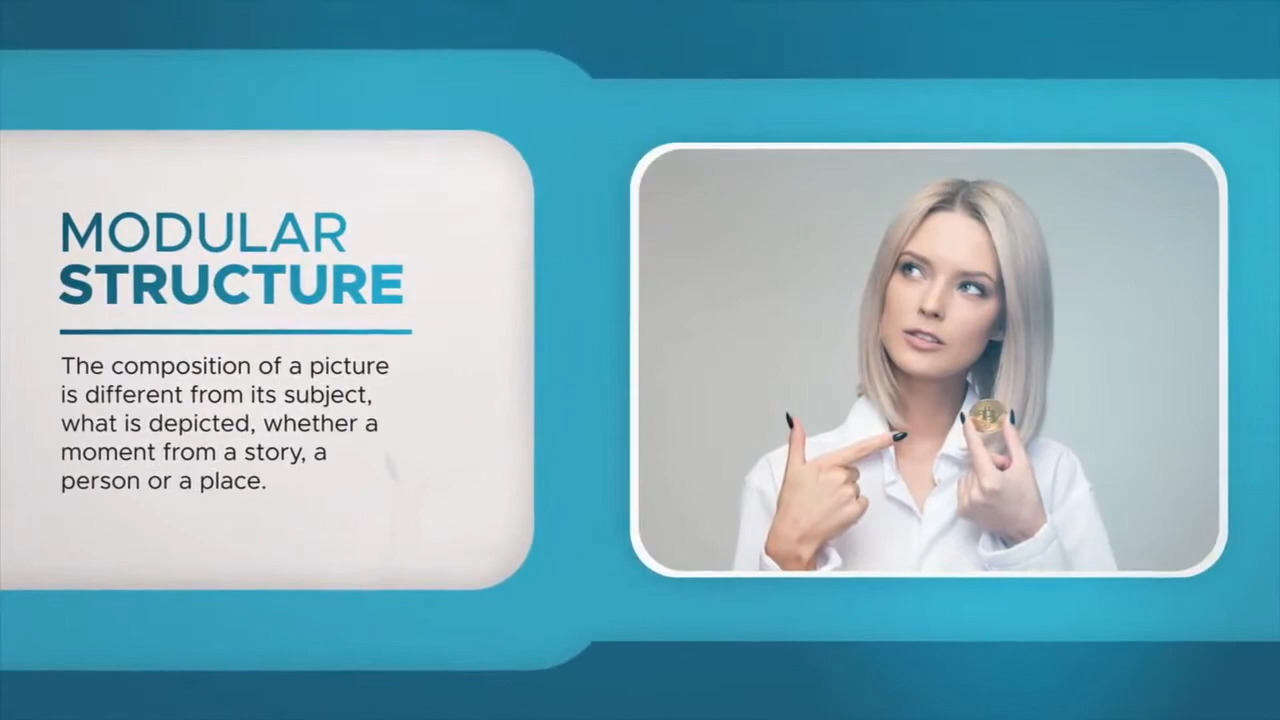 MODULAR
STRUCTURE
The composition of a picture
is different from its subject,
what is depicted, whether a
moment from a story, a
person or a place.